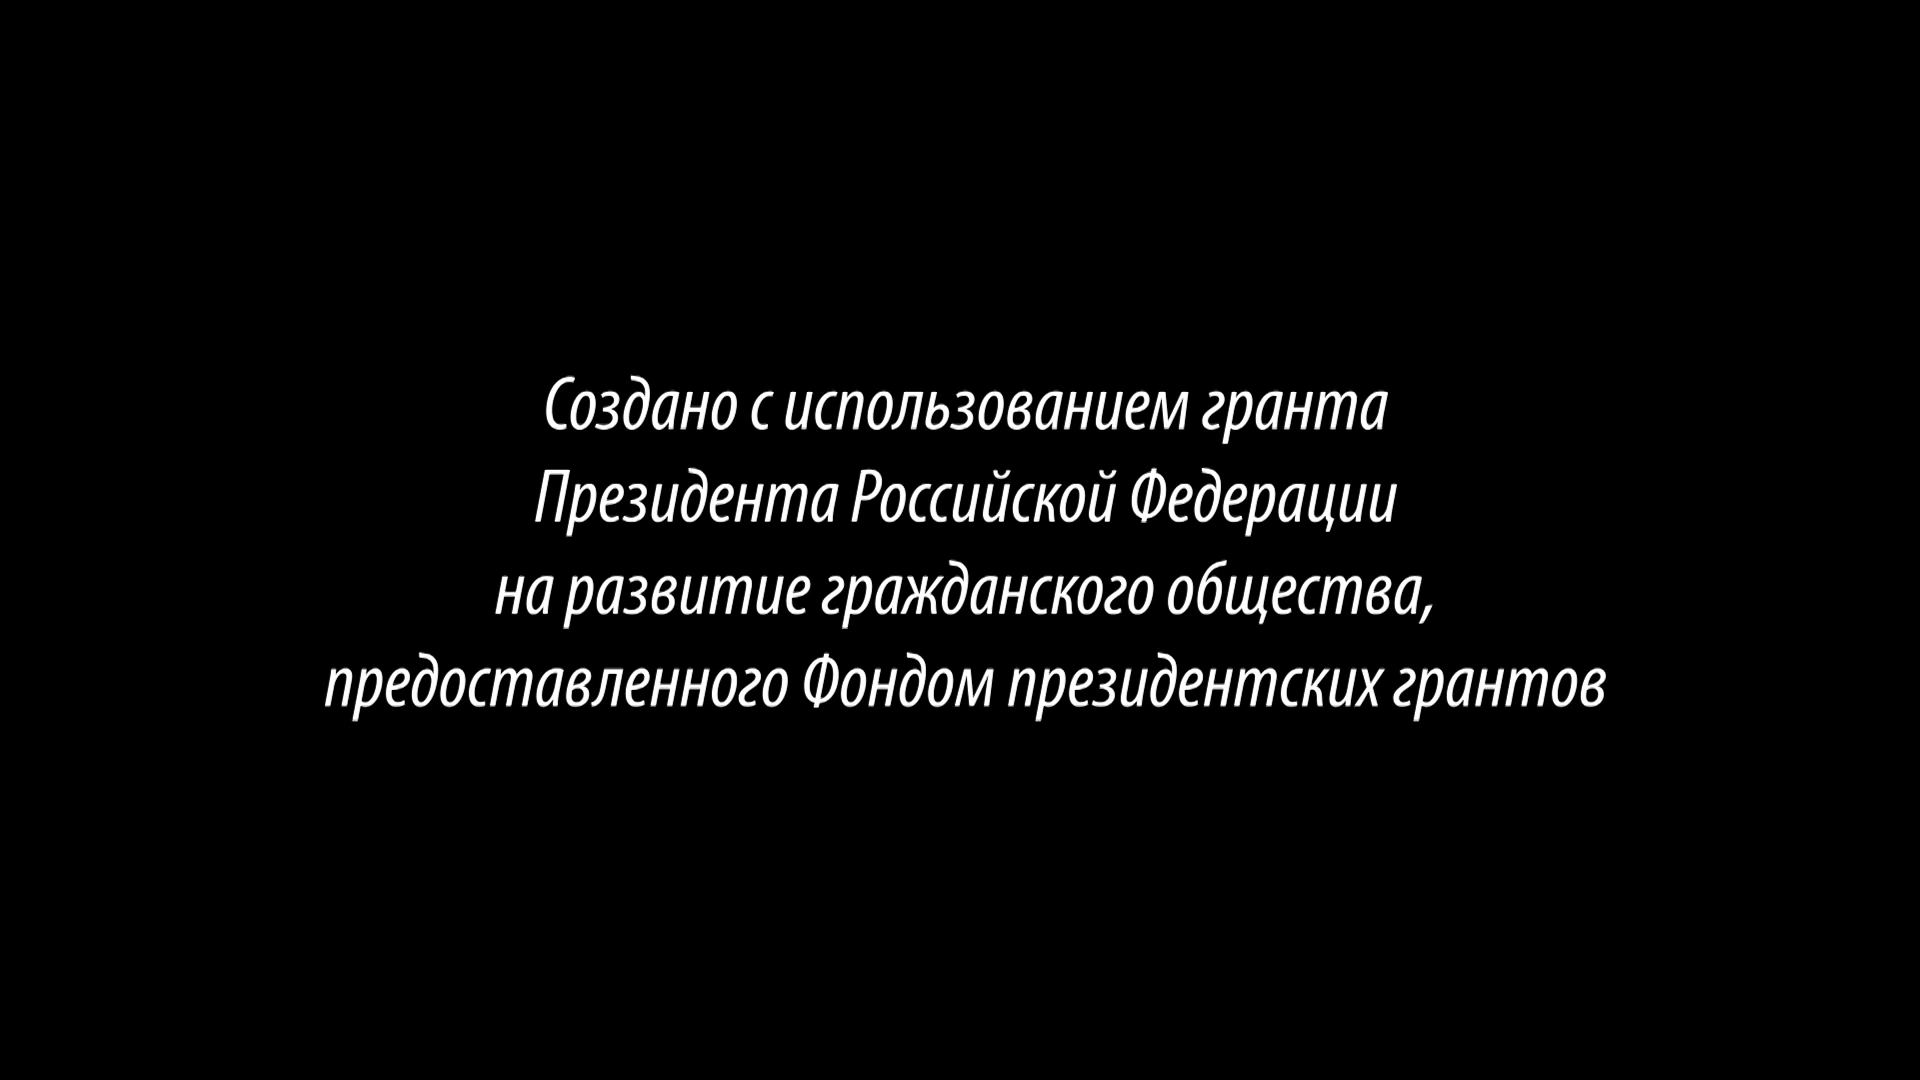 Создано с использованием гранта
Президента Российской Федерации
на развитие гражданского общества,
предоставленного Фондом президентских грантов